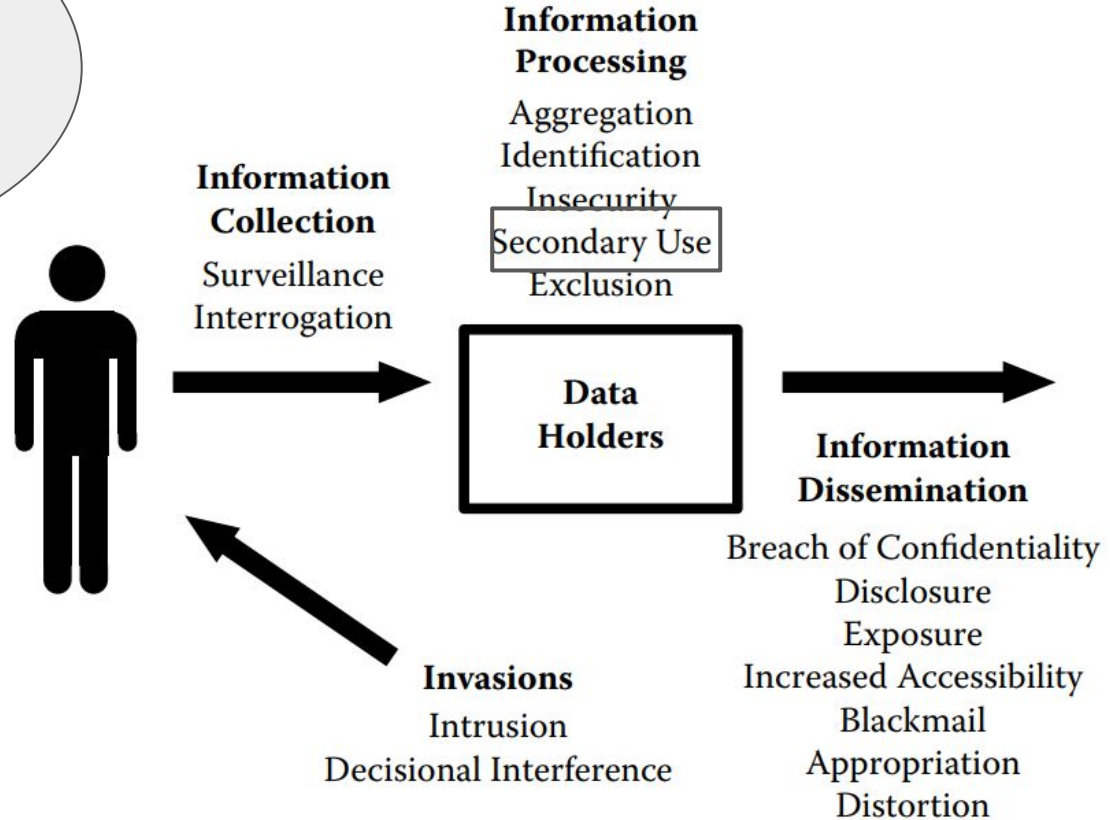 Information
Processing
Aggregation
Identification
Insecurity
Secondary Use
Exclusion
Information
Collection
Surveillance
Interrogation
Data
Holders
Information
Dissemination
Breach of Confidentiality
Disclosure
Exposure
Increased Accessibility
Blackmail
Appropriation
Distortion
Invasions
Intrusion
Decisional Interference